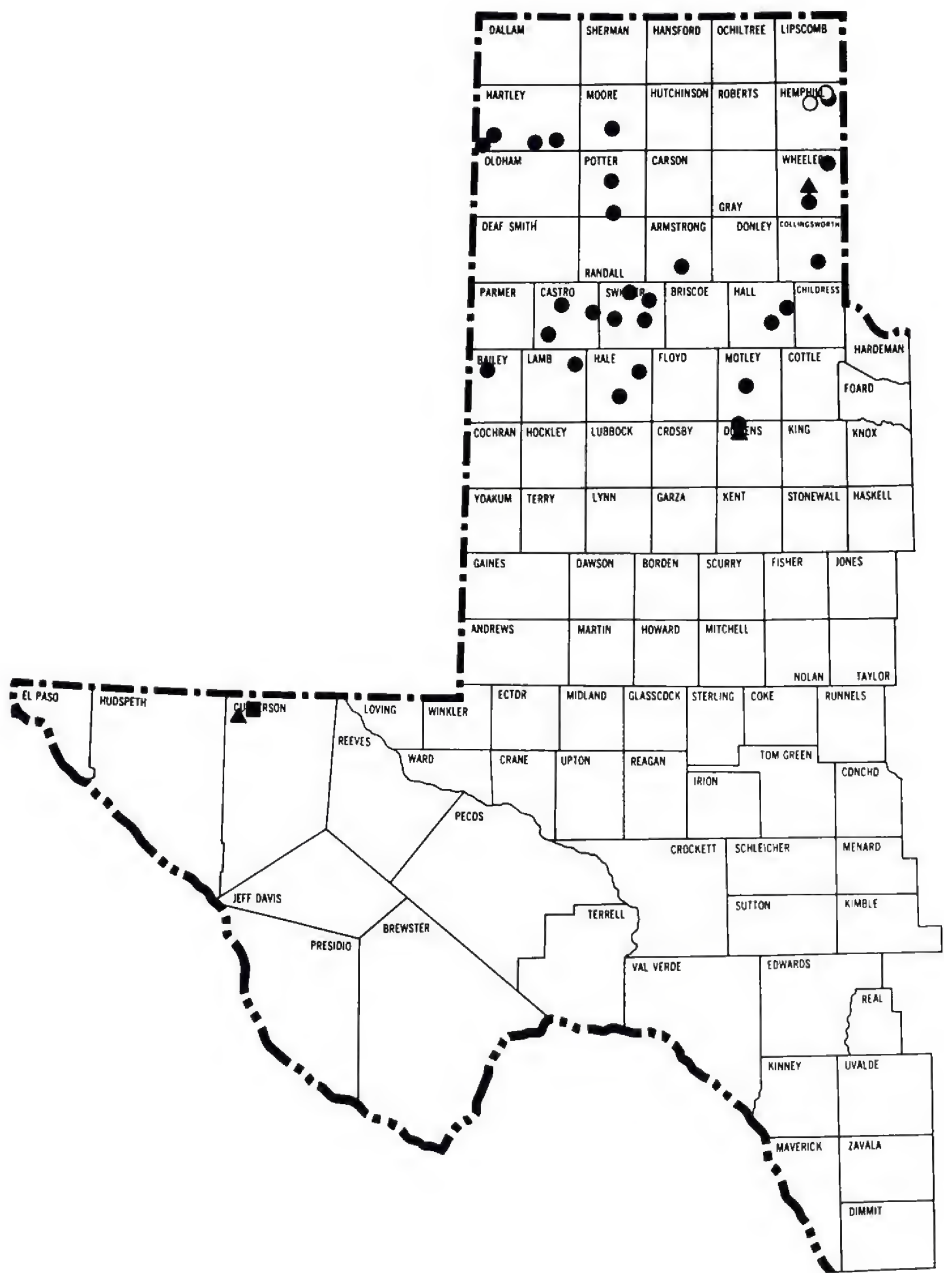 DALLAM SHERMAN HANSFORD OCHILTREE LIPSCOMB
HARTLEY MOORE HUTCHINSON ROBERTS HEMPHILL
OLDHAM POTTER CARSON WHEELER
GRAY
DEAF SMITH ARMSTRONG DONLEY COLLINGSWORTH
RANDALL
PARMER CASTRO SWISHER BRISCOE HALL CHILDRESS
HARDEMAN
BAILEY LAMB HALE FLOYD MOTLEY COTTLE
FOARD
COCHRAN HOCKLEY LUBBOCK CROSBY DICKENS KING KNOX
YOAKUM TERRY LYNN GARZA KENT STONEWALL HASKELL
GAINES DAWSON BORDEN SCURRY FISHER JONES
ANDREWS MARTIN HOWARD MITCHELL
NOLAN TAYLOR
EL PASO HUDSPETH CULBERSON LOVING WINKLER ECTOR MIDLAND GLASSCOCK STERLING COKE RUNNELS
REEVES
WARD CRANE UPTON REAGAN TOM GREEN
IRION CONCHO
PECOS
CROCKETT SCHLEICHER MENARD
JEFF DAVIS SUTTON KIMBLE
PRESIDIO BREWSTER TERRELL
VAL VERDE EDWARDS
REAL
KINNEY UVALDE
MAVERICK ZAVALA
DIMMIT